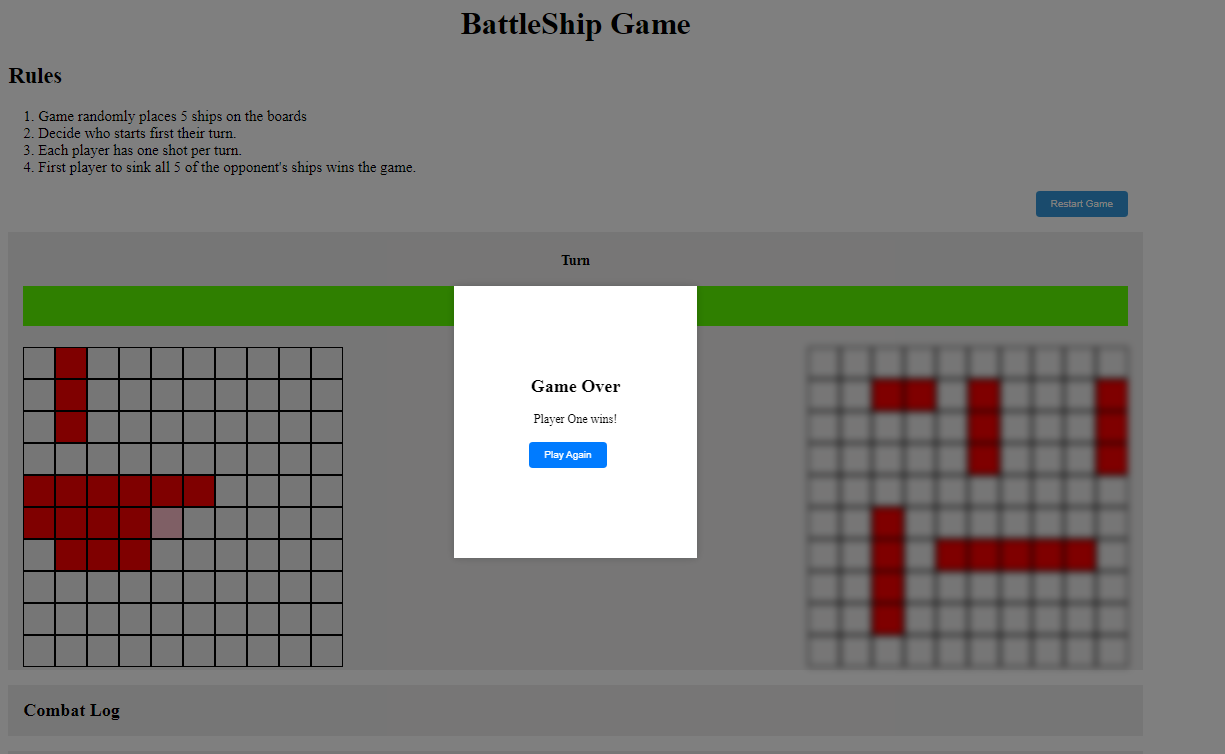 BattleShip Game
Rules
1. Game randomly places 5 ships on the boards
2. Decide who starts first their turn.
3. Each player has one shot per turn.
4. First player to sink all 5 of the opponent's ships wins the game.
Restart Game
Turn
Game Over
Player One wins!
Play Again
Combat Log